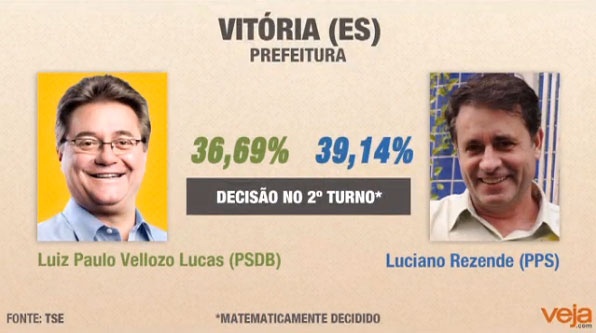 VITÓRIA (ES)
PREFEITURA
36,69% 39,14%
DECISÃO NO 2º TURNO*
Luiz Paulo Vellozo Lucas (PSDB)
Luciano Rezende (PPS)
FONTE: TSE
*MATEMATICAMENTE DECIDIDO
veja
.com